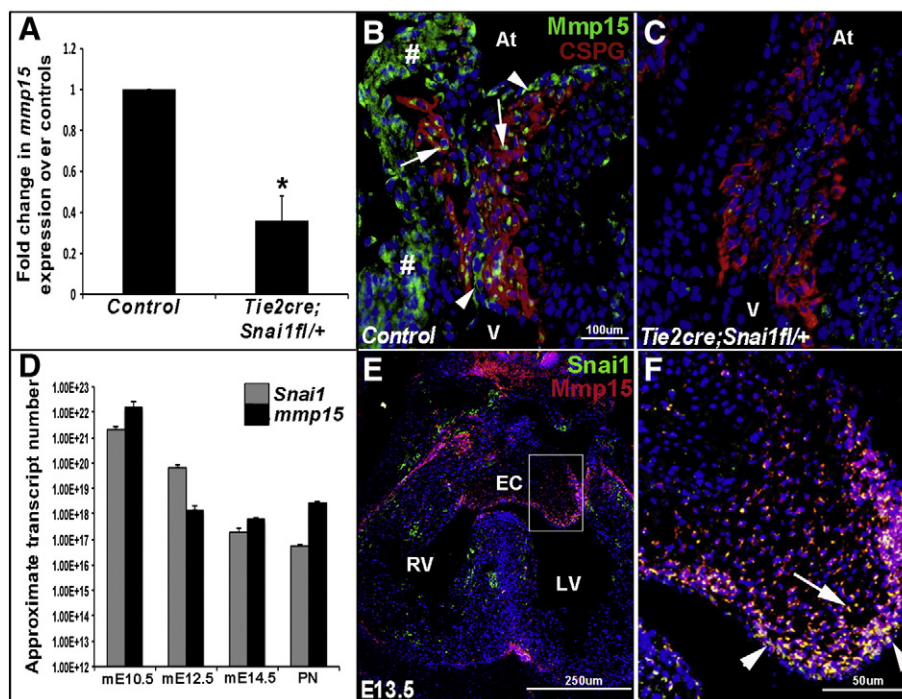 A
Fold change in mmp15
expression over controls
1.2
1
0.8
0.6
0.4
0.2
0
*
Control
Tie2cre;
Snai1fl/+
B
At
Mmp15
CSPG
#
#
V
Control
100um
C
At
V
Tie2cre;Snai1fl/+
D
Approximate transcript number
1.00E+23
1.00E+22
1.00E+21
1.00E+20
1.00E+19
1.00E+18
1.00E+17
1.00E+16
1.00E+15
1.00E+14
1.00E+13
1.00E+12
Snai1
mmp15
mE10.5
mE12.5
mE14.5
PN
E
Snai1
Mmp15
EC
RV
LV
E13.5
250um
F
50um